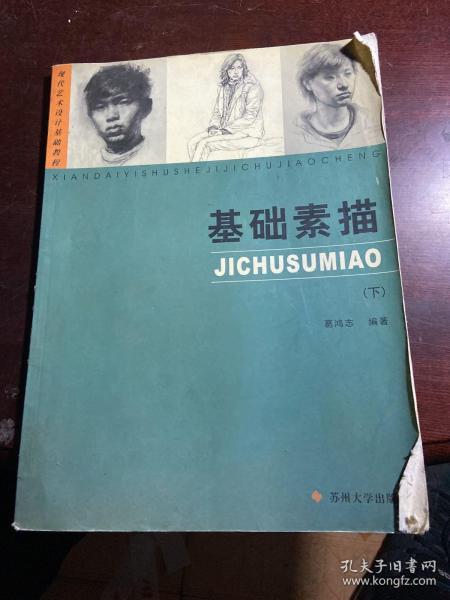 现代艺术设计基础教程
XIANDAIYISHUSHEJIJICHUJIAOCHENG
基础素描
JICHUSUMIAO
（下）
葛鸿志 编著
苏州大学出版
孔夫子旧书网
www.kongfz.com